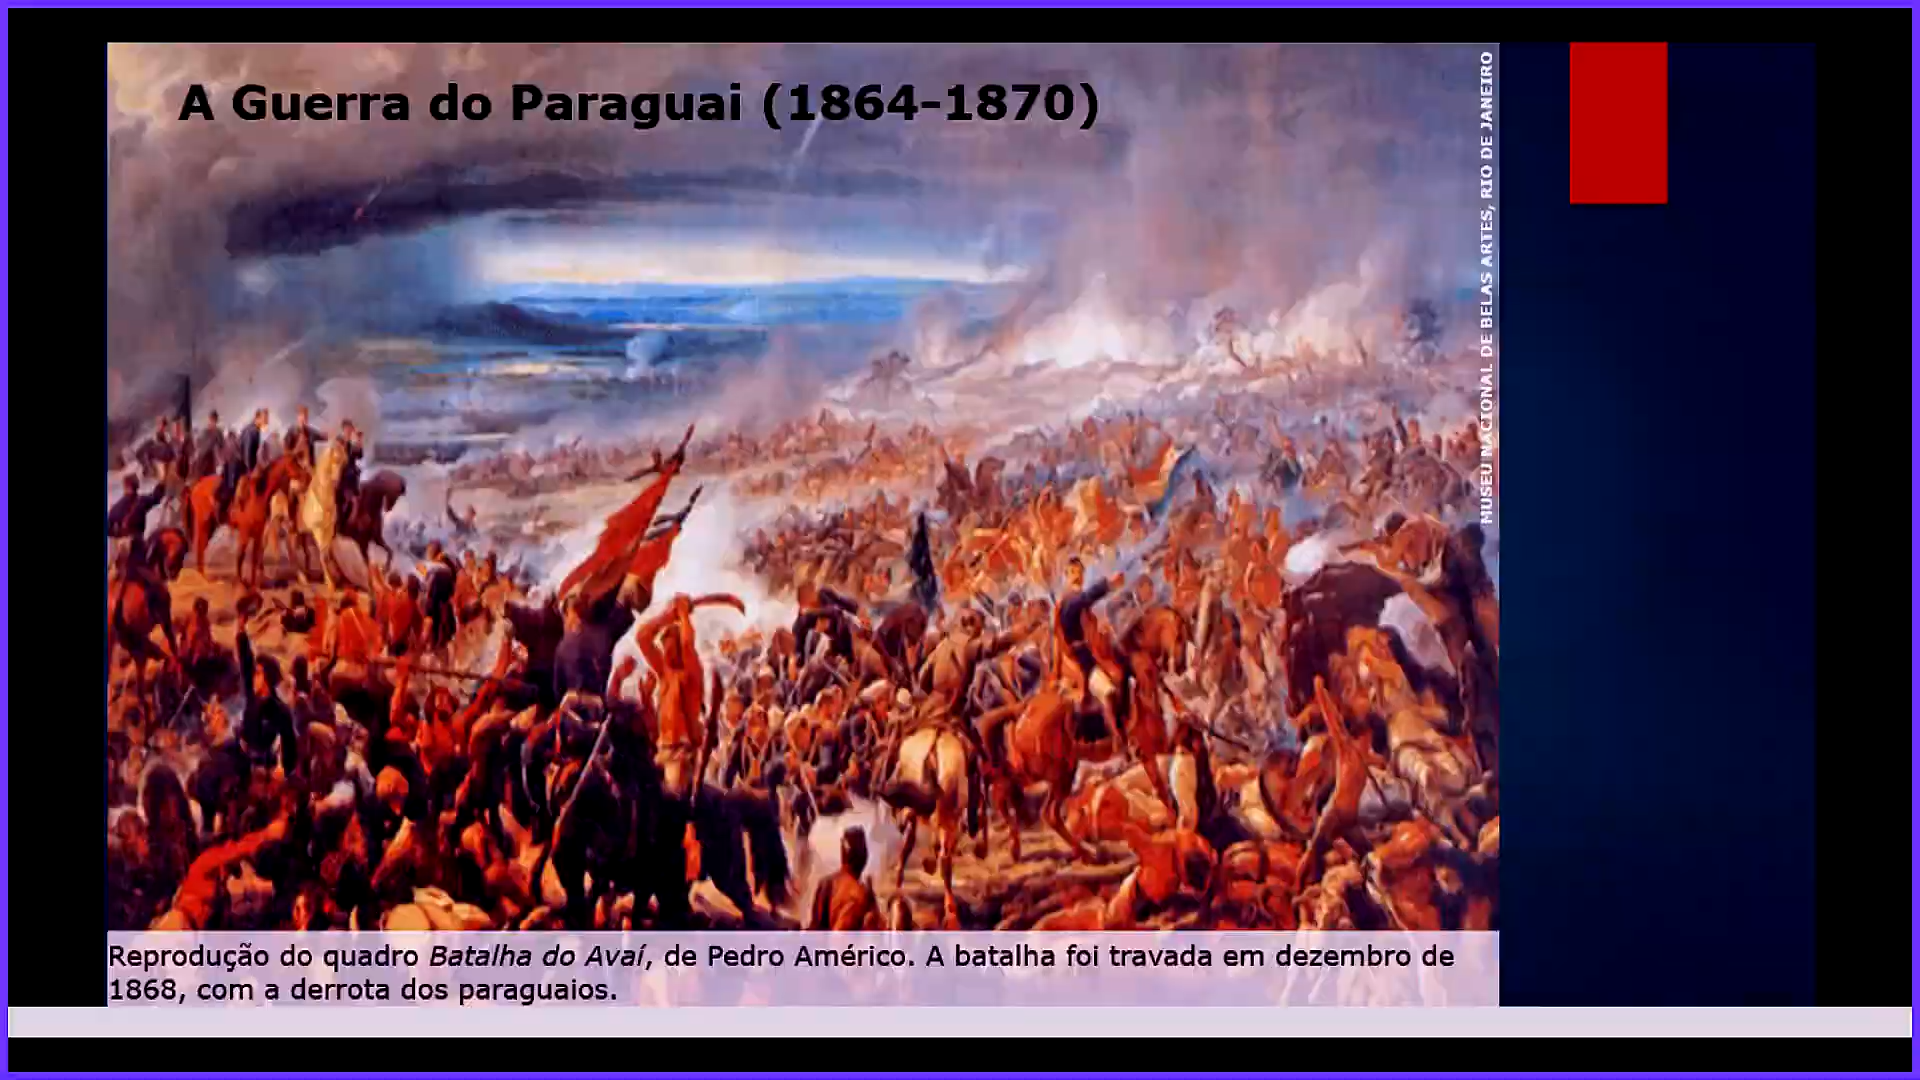 A Guerra do Paraguai (1864-1870)
MUSEU NACIONAL DE BELAS ARTES, RIO DE JANEIRO
Reprodução do quadro Batalha do Avaí, de Pedro Américo. A batalha foi travada em dezembro de
1868, com a derrota dos paraguaios.